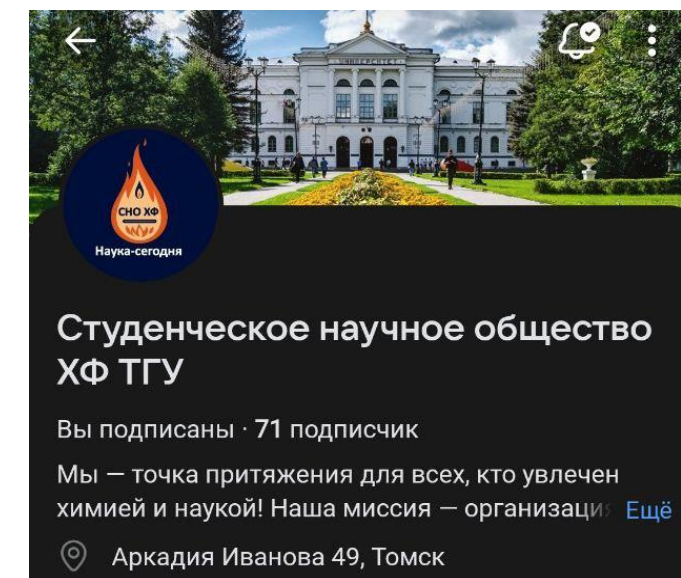 УНИВЕРСИТЕТ
СНО ХФ
Наука-сегодня
Студенческое научное общество
ХФ ТГУ
Вы подписаны · 71 подписчик
Мы — точка притяжения для всех, кто увлечен
химией и наукой! Наша миссия — организаци Ещё
Аркадия Иванова 49, Томск